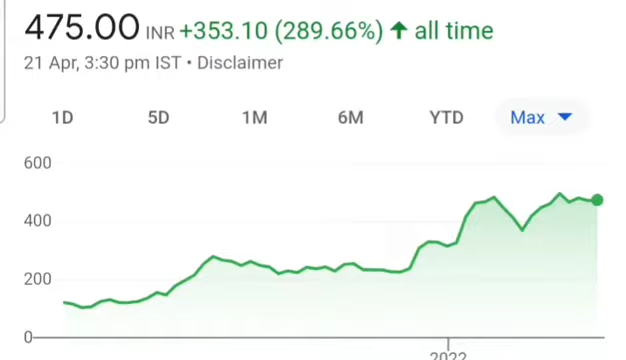 475.00 INR +353.10 (289.66%) ↑ all time
21 Apr, 3:30 pm IST • Disclaimer
1D 5D 1M 6M YTD Max
600
400
200
0
2022